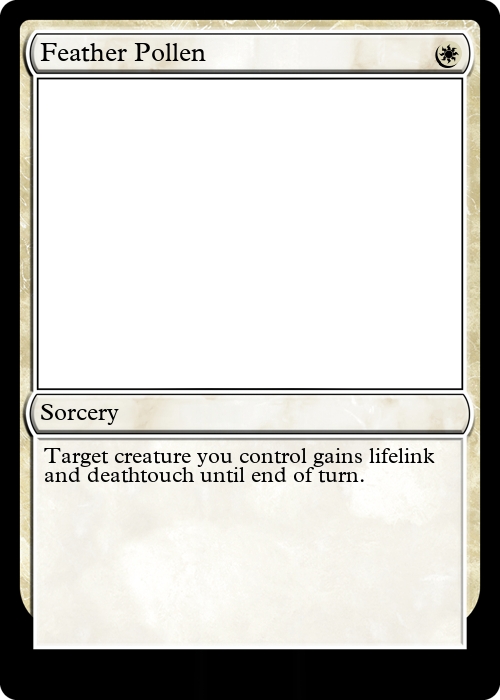 Feather Pollen
Sorcery
Target creature you control gains lifelink
and deathtouch until end of turn.